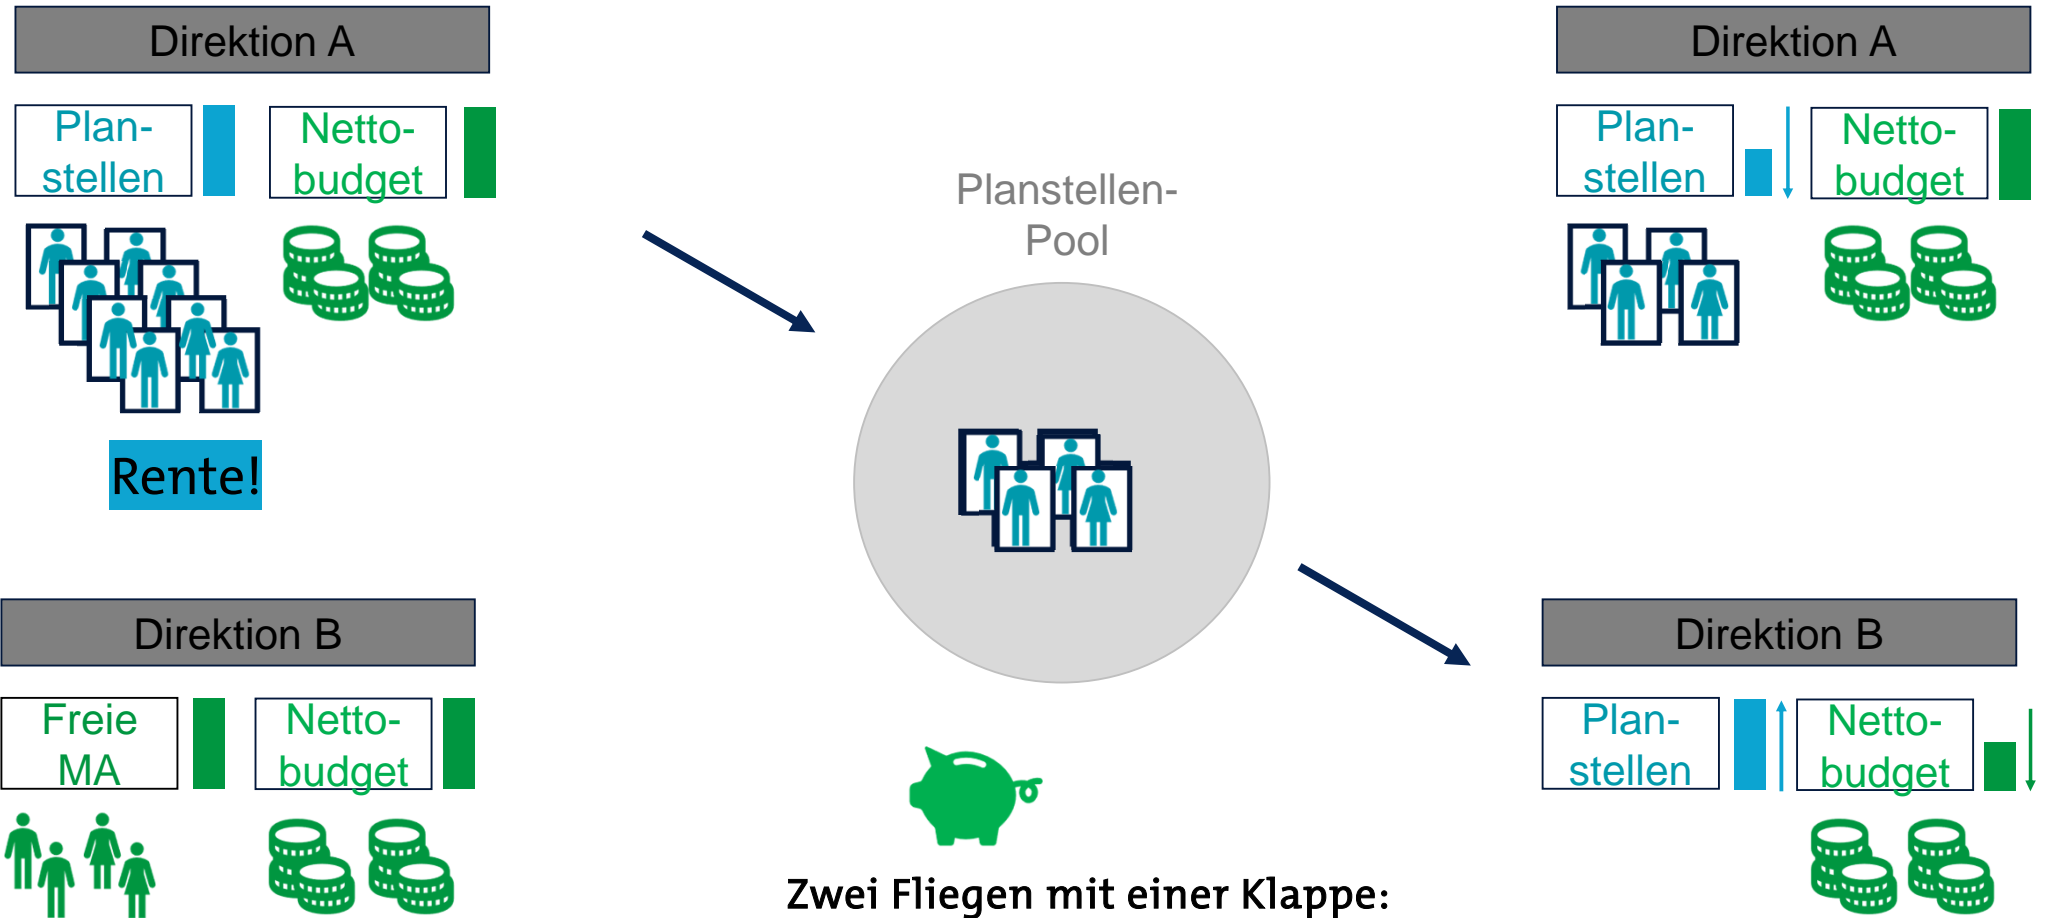 Direktion A
Plan-
stellen
Netto-
budget
Rente!
Direktion B
Freie
MA
Netto-
budget
Planstellen-
Pool
Zwei Fliegen mit einer Klappe:
Direktion A
Plan-
stellen
Netto-
budget
Direktion B
Plan-
stellen
Netto-
budget